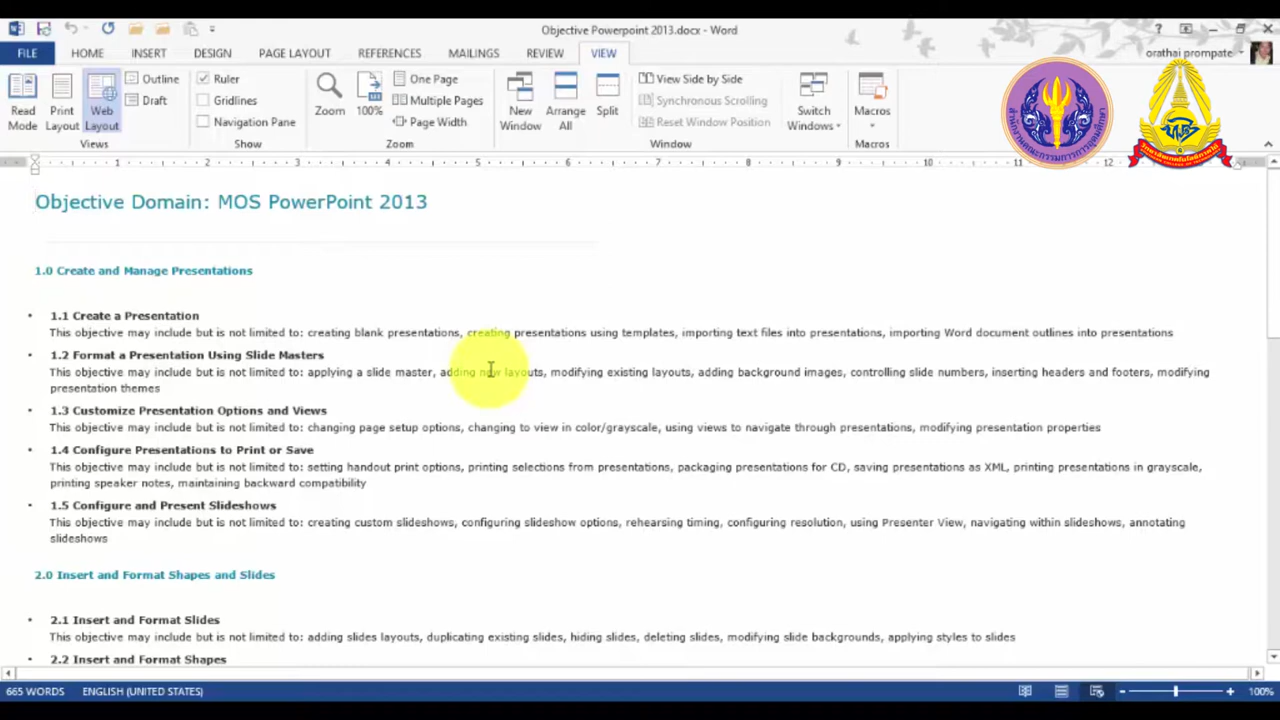 Objective Powerpoint 2013.docx - Word
FILE HOME INSERT DESIGN PAGE LAYOUT REFERENCES MAILINGS REVIEW VIEW orathai prompate
Read Mode
Print Layout
Web Layout
Outline
Draft
Views
Ruler
Gridlines
Navigation Pane
Show
Zoom
100%
One Page
Multiple Pages
Page Width
Zoom
New Window
Arrange All
Split
View Side by Side
Synchronous Scrolling
Reset Window Position
Window
Switch Windows
Macros
Macros
1 2 3 4 5 6 7 8 9 10 11 12
Objective Domain: MOS PowerPoint 2013
1.0 Create and Manage Presentations
• 1.1 Create a Presentation
This objective may include but is not limited to: creating blank presentations, creating presentations using templates, importing text files into presentations, importing Word document outlines into presentations
• 1.2 Format a Presentation Using Slide Masters
This objective may include but is not limited to: applying a slide master, adding new layouts, modifying existing layouts, adding background images, controlling slide numbers, inserting headers and footers, modifying
presentation themes
• 1.3 Customize Presentation Options and Views
This objective may include but is not limited to: changing page setup options, changing to view in color/grayscale, using views to navigate through presentations, modifying presentation properties
• 1.4 Configure Presentations to Print or Save
This objective may include but is not limited to: setting handout print options, printing selections from presentations, packaging presentations for CD, saving presentations as XML, printing presentations in grayscale,
printing speaker notes, maintaining backward compatibility
• 1.5 Configure and Present Slideshows
This objective may include but is not limited to: creating custom slideshows, configuring slideshow options, rehearsing timing, configuring resolution, using Presenter View, navigating within slideshows, annotating
slideshows
2.0 Insert and Format Shapes and Slides
• 2.1 Insert and Format Slides
This objective may include but is not limited to: adding slides layouts, duplicating existing slides, hiding slides, deleting slides, modifying slide backgrounds, applying styles to slides
• 2.2 Insert and Format Shapes
665 WORDS ENGLISH (UNITED STATES) 100%